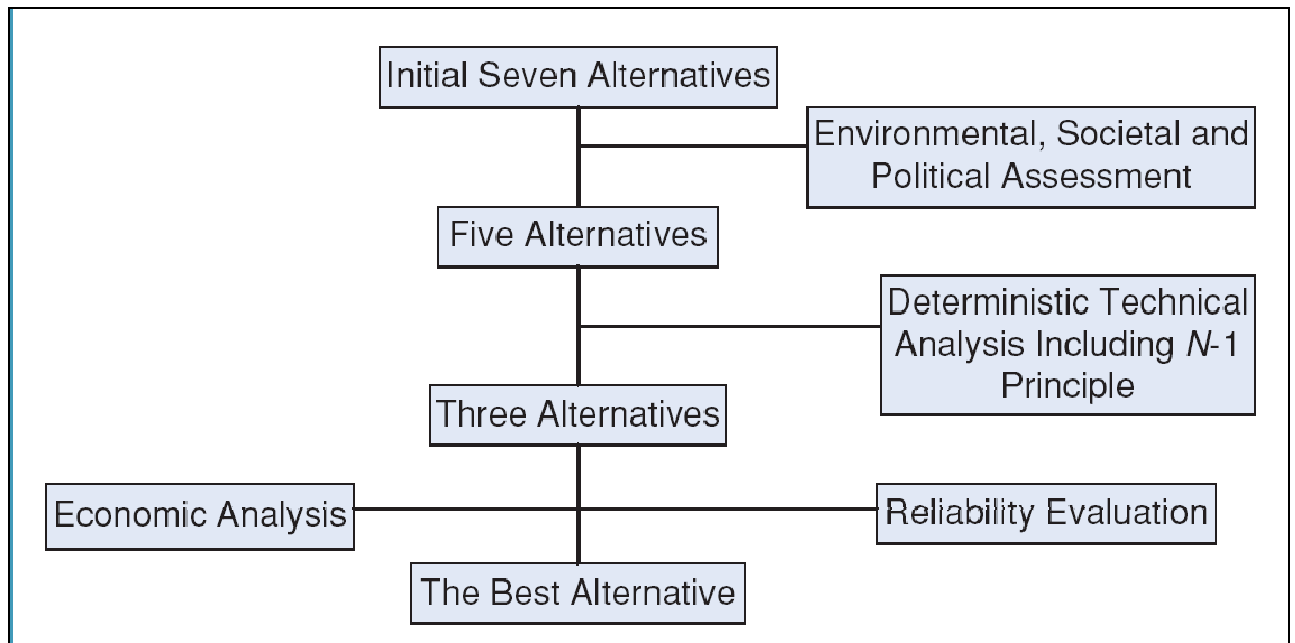 Initial Seven Alternatives
Environmental, Societal and
Political Assessment
Five Alternatives
Deterministic Technical
Analysis Including N-1
Principle
Three Alternatives
Economic Analysis
Reliability Evaluation
The Best Alternative